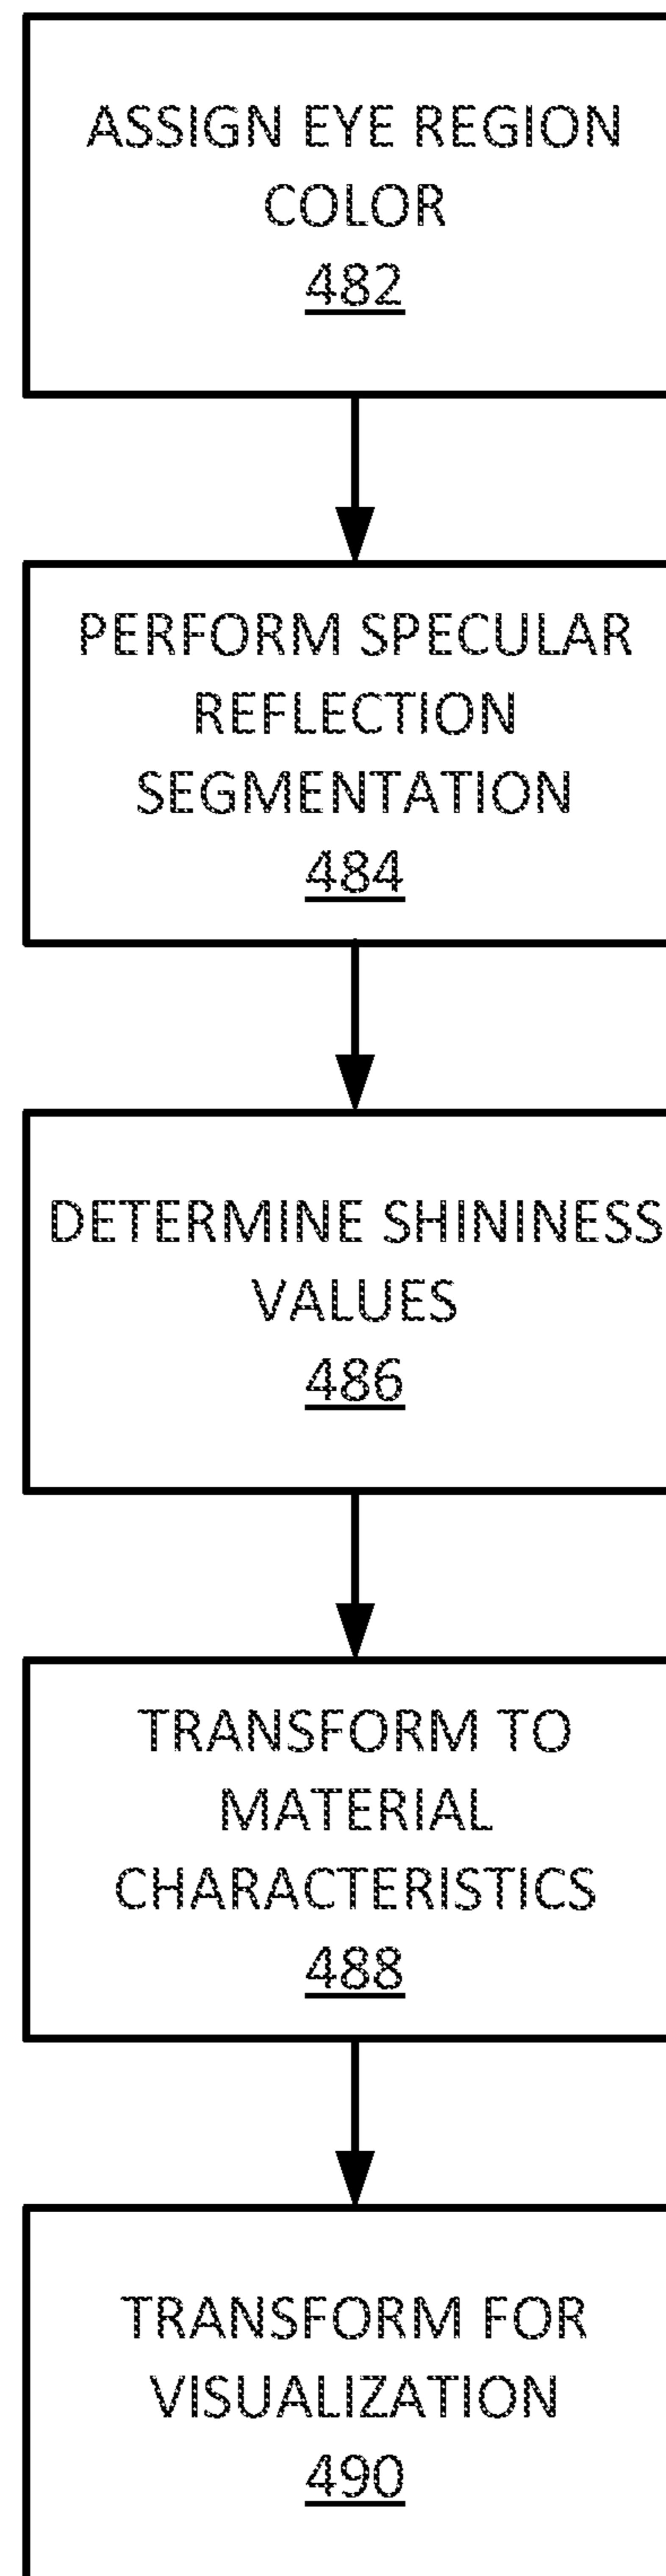 ASSIGN EYE REGION
COLOR
482
PERFORM SPECULAR
REFLECTION
SEGMENTATION
484
DETERMINE SHININESS
VALUES
486
TRANSFORM TO
MATERIAL
CHARACTERISTICS
488
TRANSFORM FOR
VISUALIZATION
490